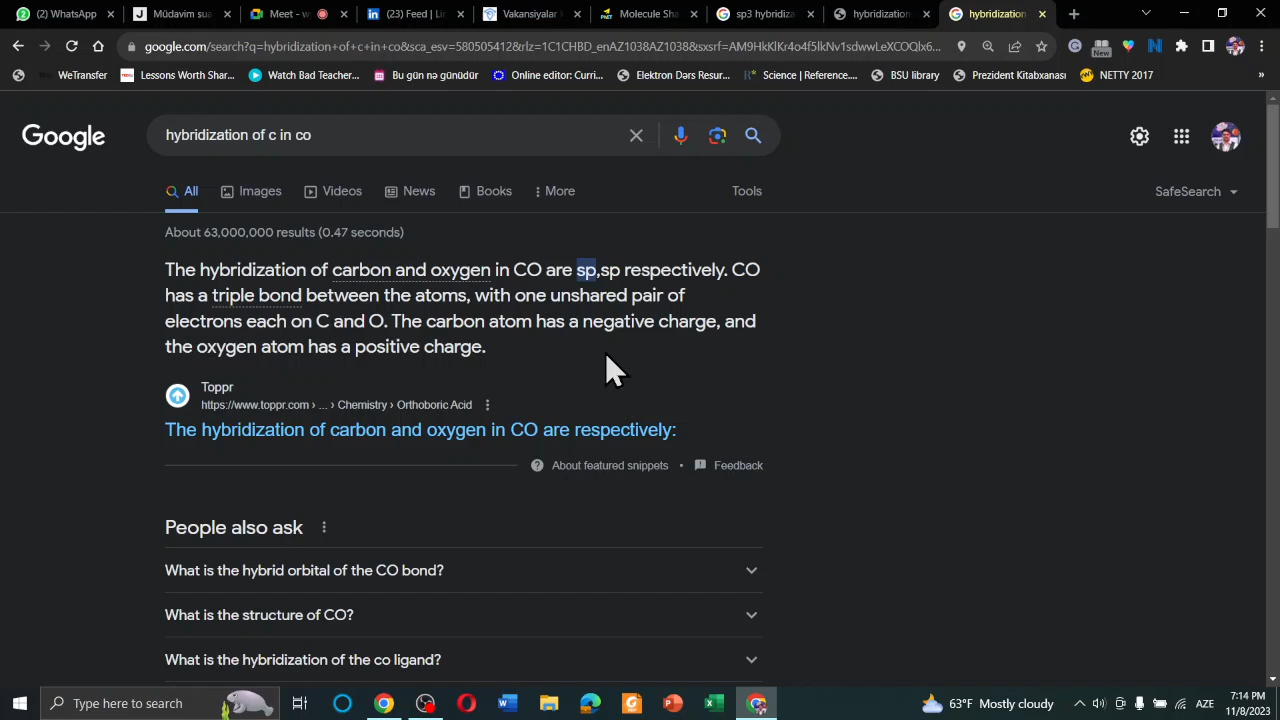 WhatsApp
Müdavim sua
Meet - w
(23) Feed | Lin
Vakansiyalar
Molecule Sha
sp3 hybridiza
hybridization
hybridization
google.com/search?q=hybridization+of+c+in+co&sca_esv=580505412&rlz=1C1CHBD_enAZ1038AZ1038&sxsrf=AM9HkKlKr4o4f5lkNv1sdwwLeXCOQlx6...
New
WeTransfer
Lessons Worth Shar...
Watch Bad Teacher...
Bu gün nə günüdür
Online enter Curri...
Elektron Dərs Resur...
Science | Reference....
BSU library
Prezident Kitabxanası
NETTY 2017
»
Google
hybridization of c in co
All
Images
Videos
News
Books
More
Tools
SafeSearch
About 63,000,000 results (0.47 seconds)
The hybridization of carbon and oxygen in CO are sp,sp respectively. CO
has a triple bond between the atoms, with one unshared pair of
electrons each on C and O. The carbon atom has a negative charge, and
the oxygen atom has a positive charge.
Toppr
https://www.toppr.com › ... › Chemistry › Orthoboric Acid
The hybridization of carbon and oxygen in CO are respectively:
About featured snippets
•
Feedback
People also ask
What is the hybrid orbital of the CO bond?
What is the structure of CO?
What is the hybridization of the co ligand?
Type here to search
63°F Mostly cloudy
AZE
7:14 PM
11/8/2023